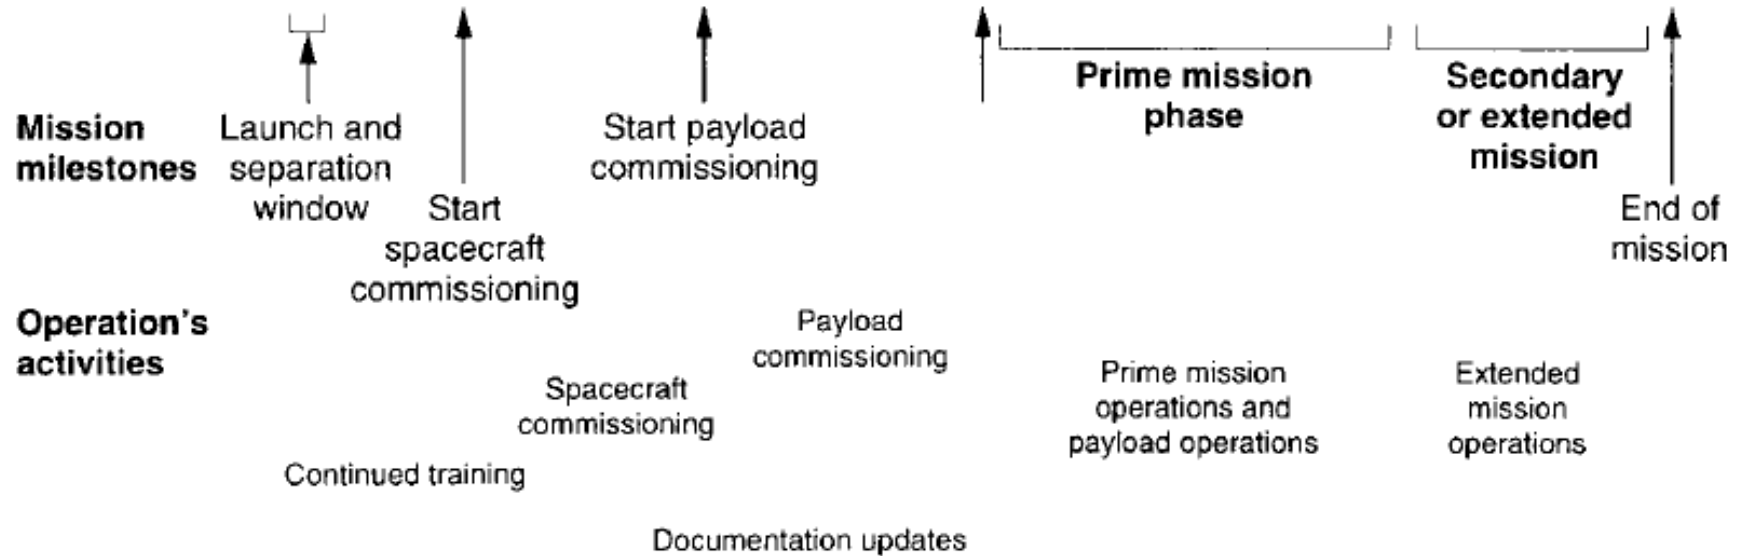 Mission
milestones
Launch and
separation
window
Start
spacecraft
commissioning
Start payload
commissioning
Prime mission
phase
Secondary
or extended
mission
End of
mission
Operation's
activities
Continued training
Spacecraft
commissioning
Payload
commissioning
Prime mission
operations and
payload operations
Extended
mission
operations
Documentation updates